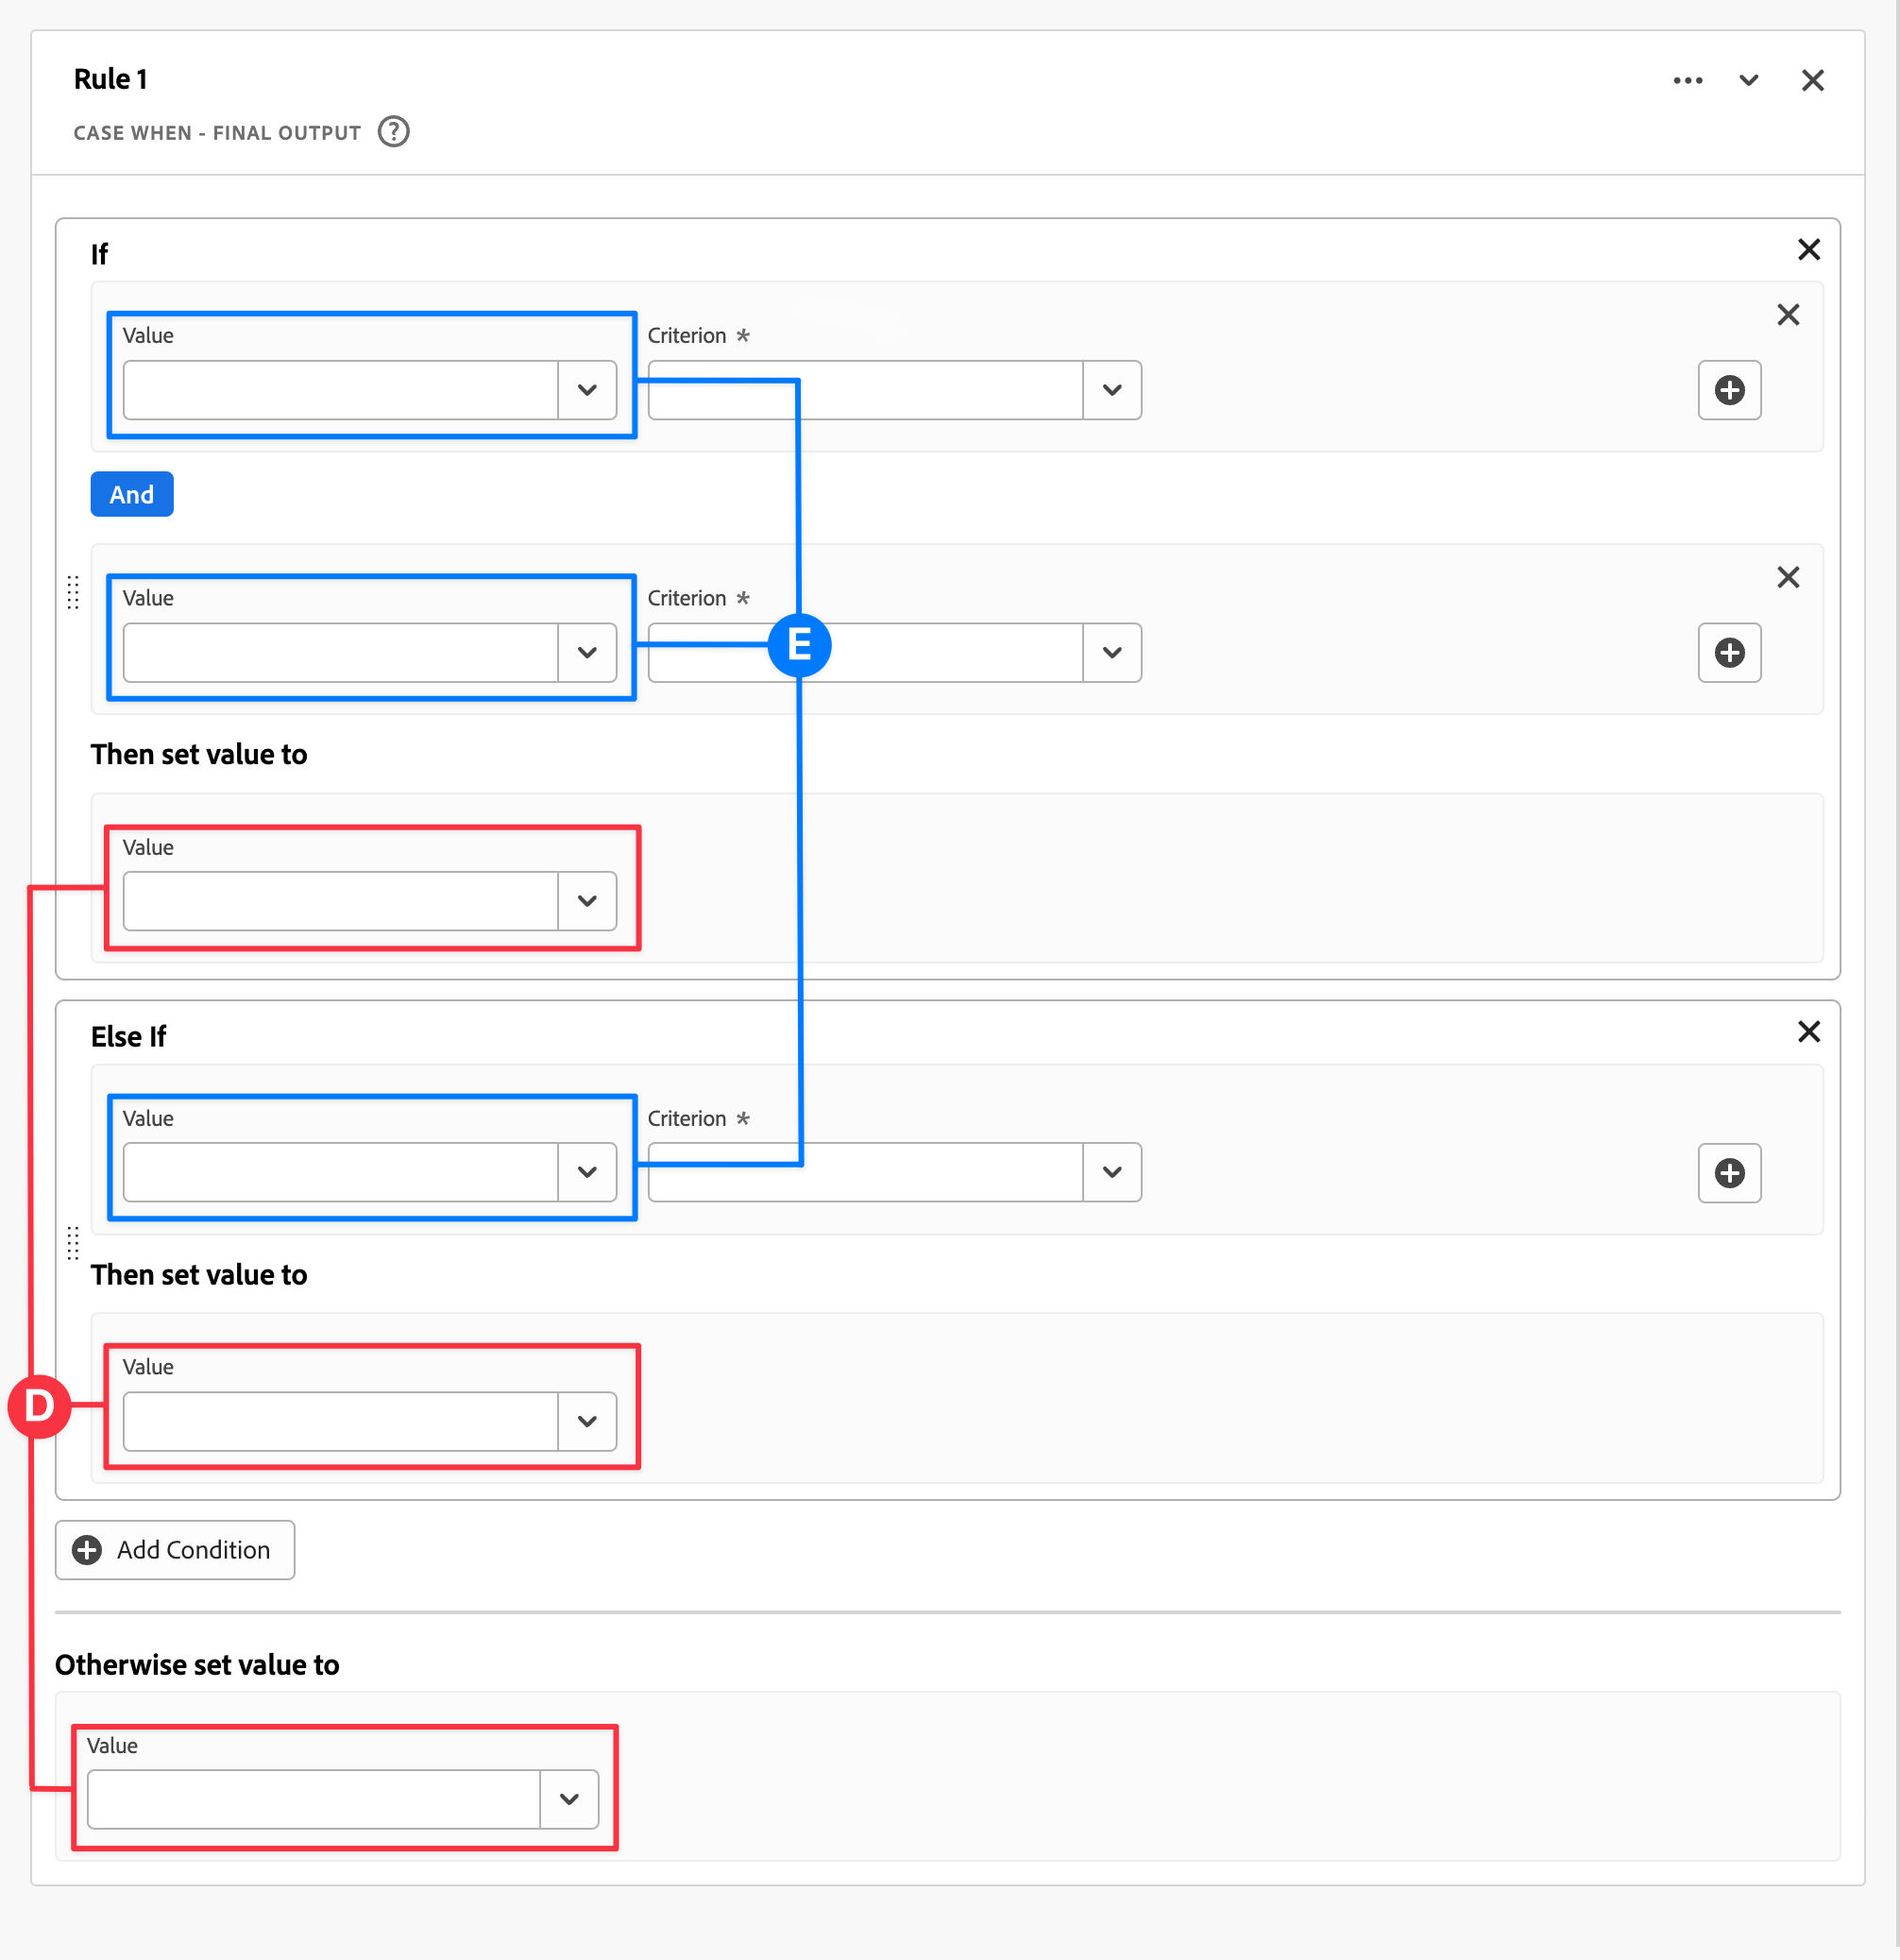 Rule 1
CASE WHEN - FINAL OUTPUT ?
If
Value Criterion *
And
Value Criterion *
E
Then set value to
Value
Else If
Value Criterion *
Then set value to
Value
D
Add Condition
Otherwise set value to
Value